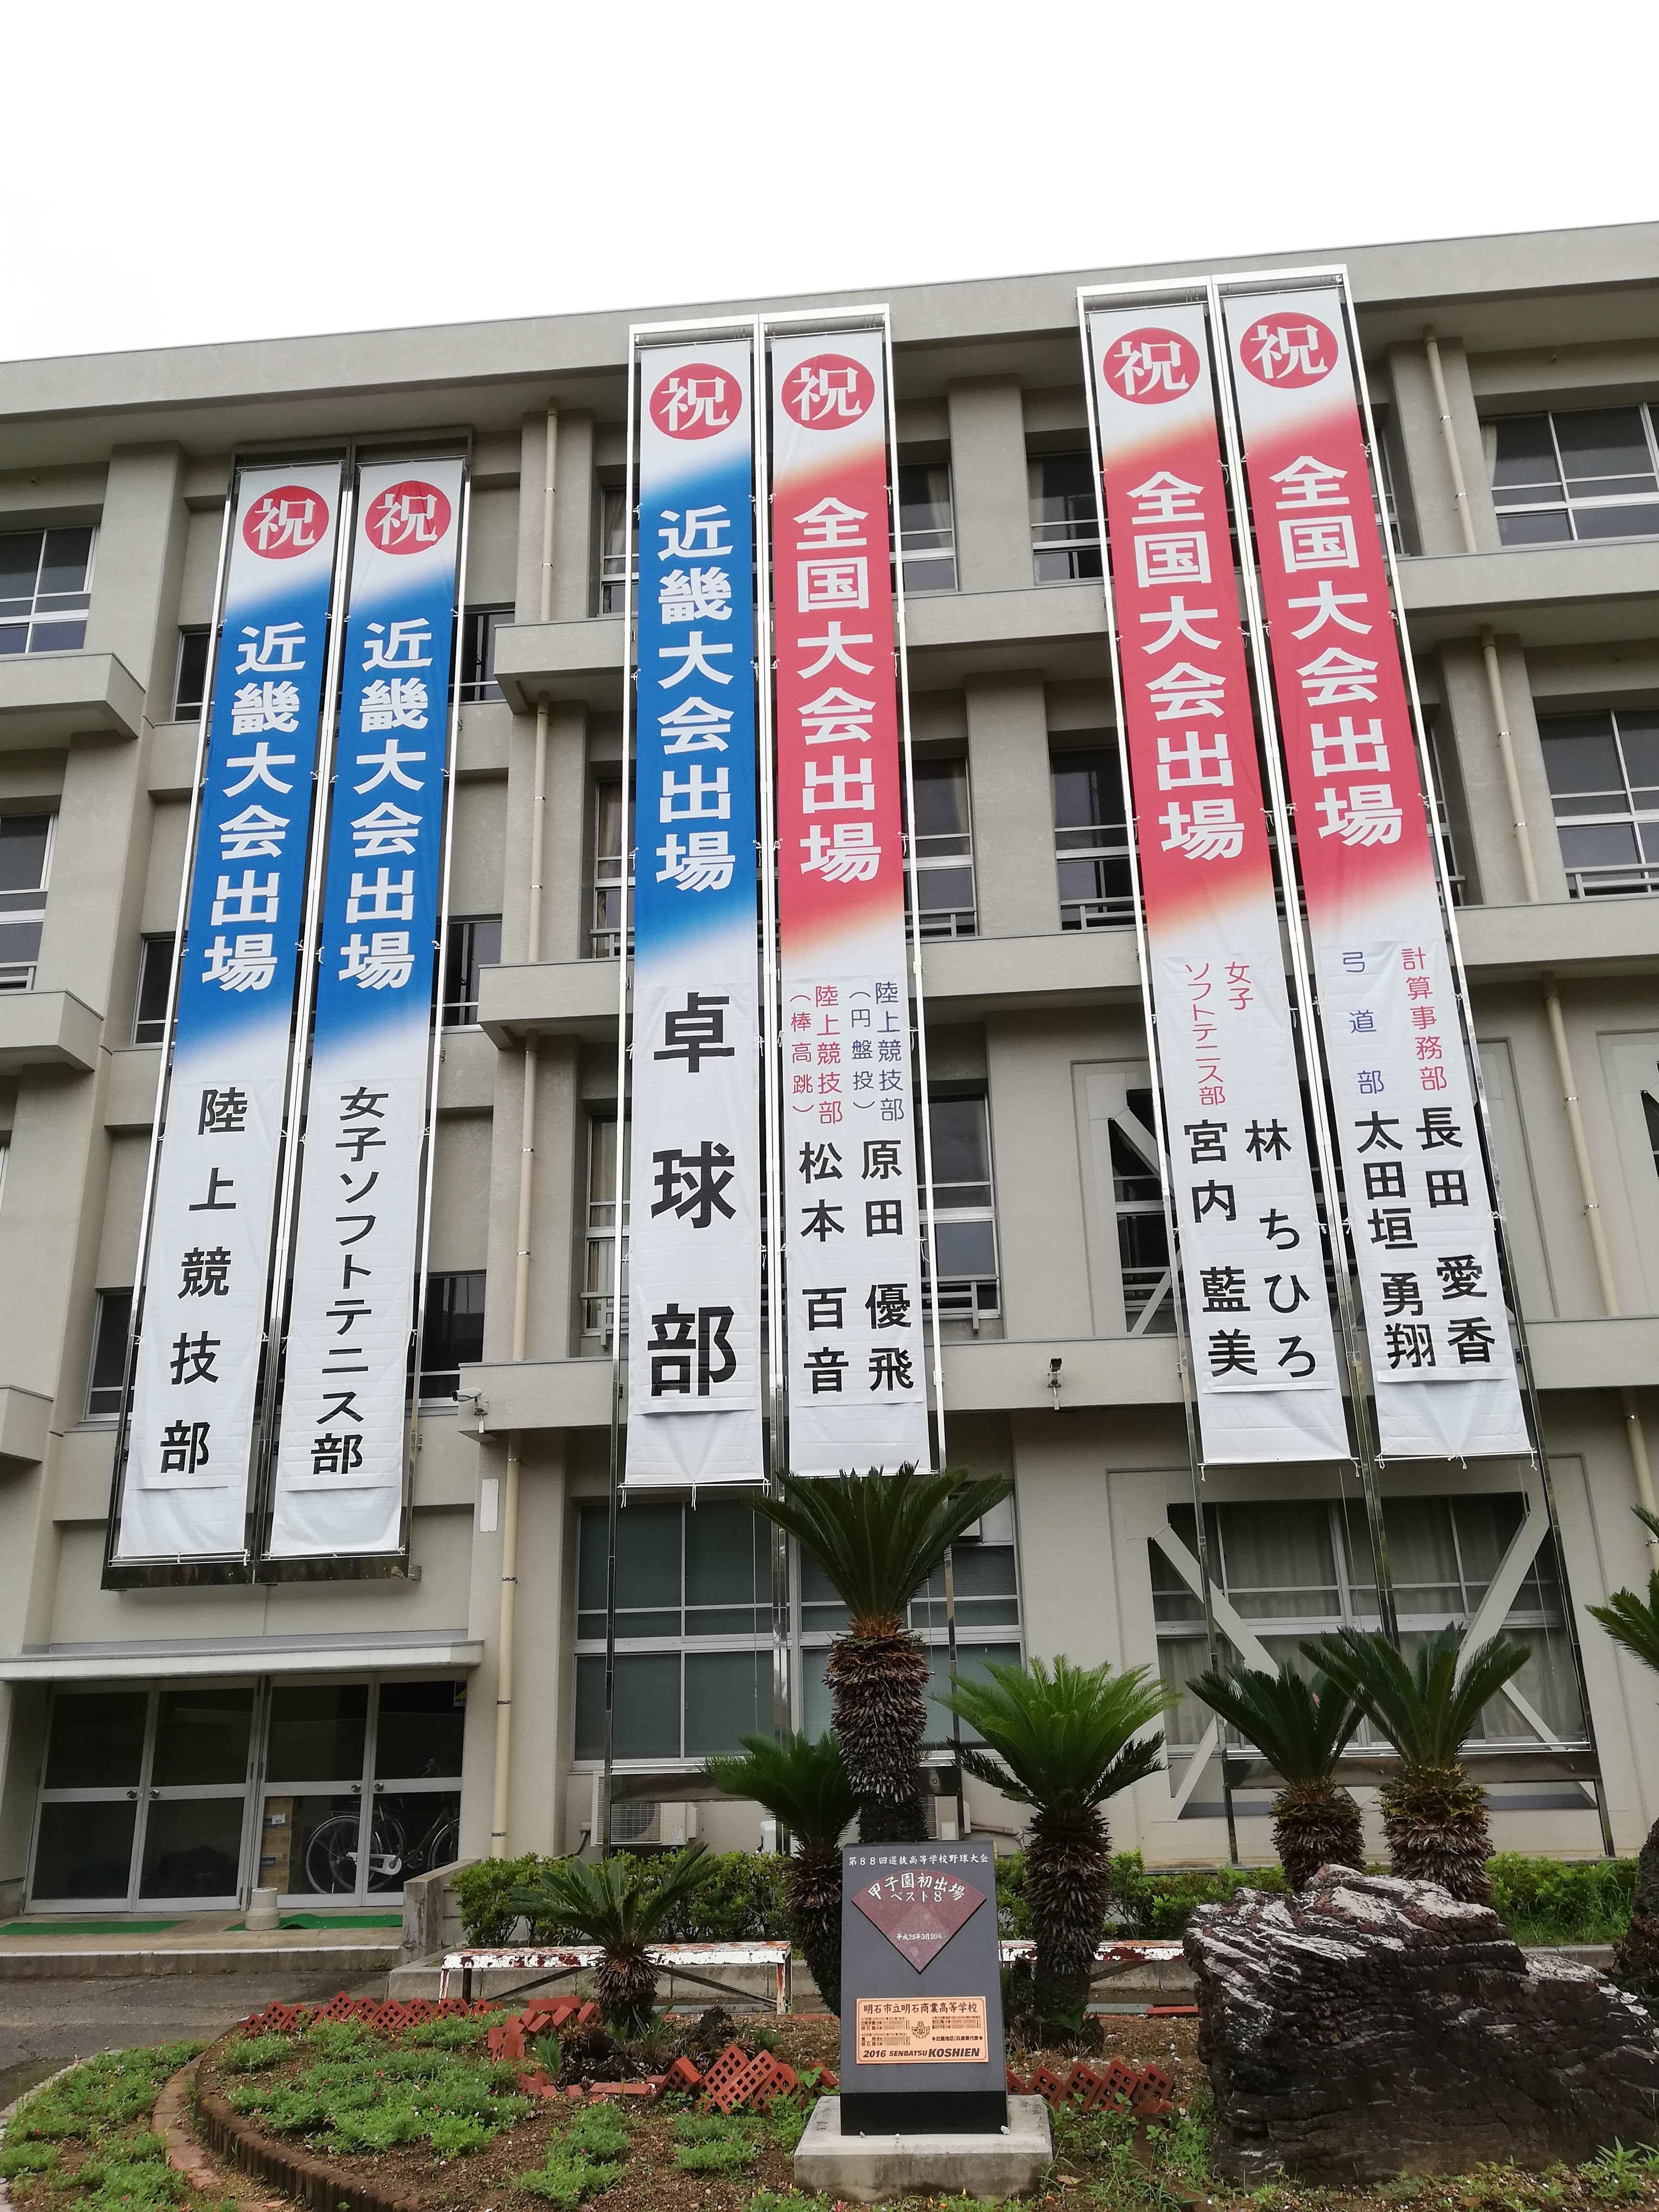 祝
近畿大会出場
陸上競技部
祝
近畿大会出場
女子ソフトテニス部
祝
近畿大会出場
卓球部
祝
全国大会出場
陸上競技部
(円盤投)
原田 優飛
陸上競技部
(棒高跳)
松本 百音
祝
全国大会出場
林 ちひろ
女子
ソフトテニス部
宮内 藍美
祝
全国大会出場
計算事務部
長田 愛香
弓道部
太田垣 勇翔
第88回選抜高等学校野球大会
甲子園初出場
ベスト8
明石市立明石商業高等学校
2016 SENBATSU KOSHIEN